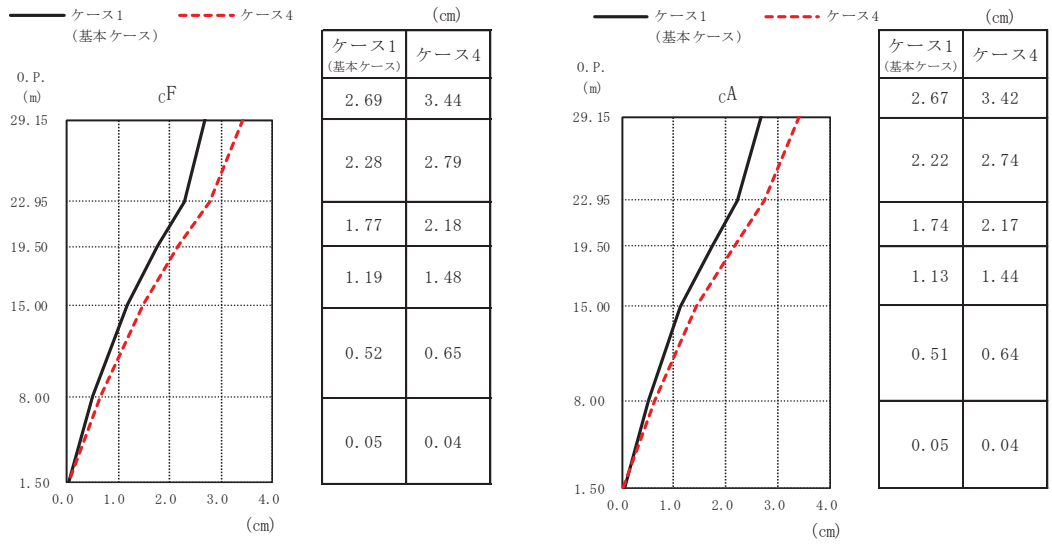 ケース1 ケース4 (cm)
(基本ケース)
ケース1 ケース4
(基本ケース)
O.P.
(m)
cF
2.69 3.44
29.15
2.28 2.79
22.95
1.77 2.18
19.50
1.19 1.48
15.00
0.52 0.65
8.00
0.05 0.04
1.50
0.0 1.0 2.0 3.0 4.0
(cm)
ケース1 ケース4 (cm)
(基本ケース)
ケース1 ケース4
(基本ケース)
O.P.
(m)
cA
2.67 3.42
29.15
2.22 2.74
22.95
1.74 2.17
19.50
1.13 1.44
15.00
0.51 0.64
8.00
0.05 0.04
1.50
0.0 1.0 2.0 3.0 4.0
(cm)